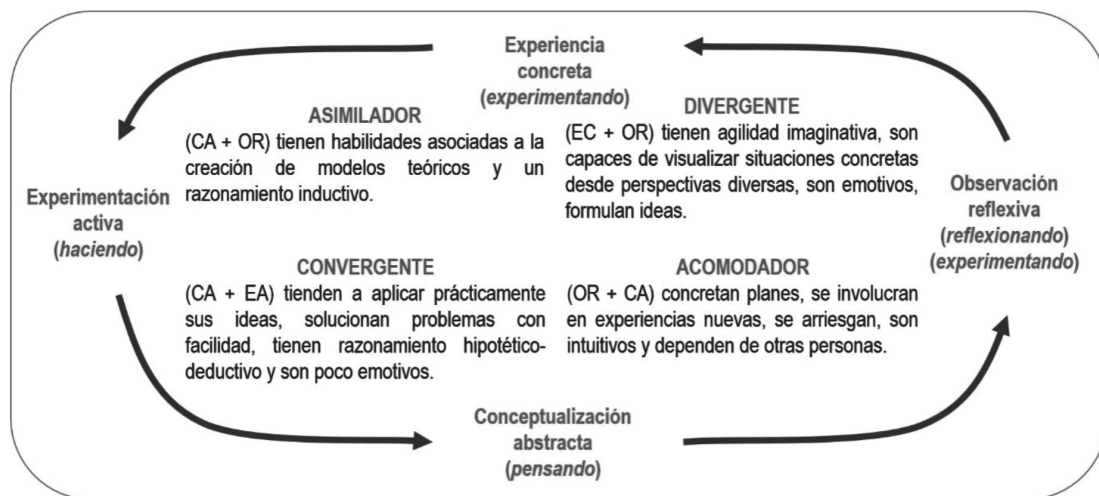 Experiencia
concreta
(experimentando)
ASIMILADOR
(CA + OR) tienen habilidades asociadas a la
creación de modelos teóricos y un
razonamiento inductivo.
DIVERGENTE
(EC + OR) tienen agilidad imaginativa, son
capaces de visualizar situaciones concretas
desde perspectivas diversas, son emotivos,
formulan ideas.
Experimentación
activa
(haciendo)
Observación
reflexiva
(reflexionando)
(experimentando)
CONVERGENTE
(CA + EA) tienden a aplicar prácticamente
sus ideas, solucionan problemas con
facilidad, tienen razonamiento hipotético-
deductivo y son poco emotivos.
ACOMODADOR
(OR + CA) concretan planes, se involucran
en experiencias nuevas, se arriesgan, son
intuitivos y dependen de otras personas.
Conceptualización
abstracta
(pensando)